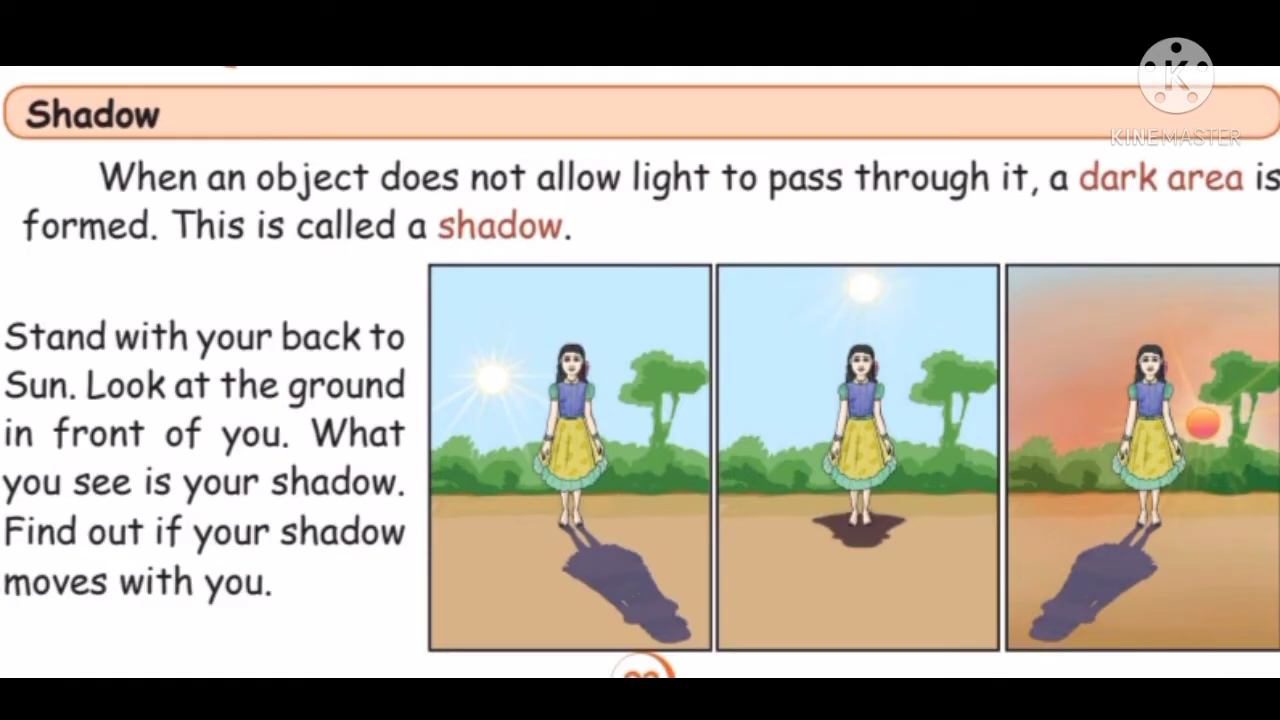 KINEMASTER
Shadow
When an object does not allow light to pass through it, a dark area is
formed. This is called a shadow.
Stand with your back to
Sun. Look at the ground
in front of you. What
you see is your shadow.
Find out if your shadow
moves with you.